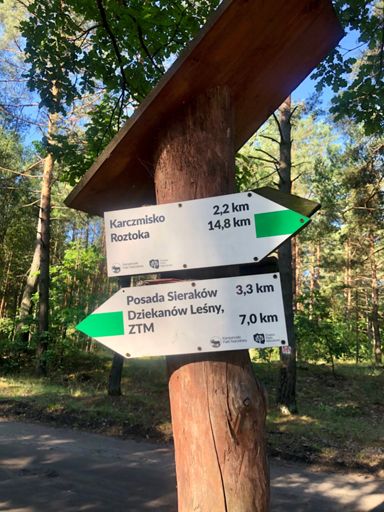 Karczmisko 2,2 km
Roztoka 14,8 km
Posada Sieraków 3,3 km
Dziekanów Leśny, 7,0 km
ZTM